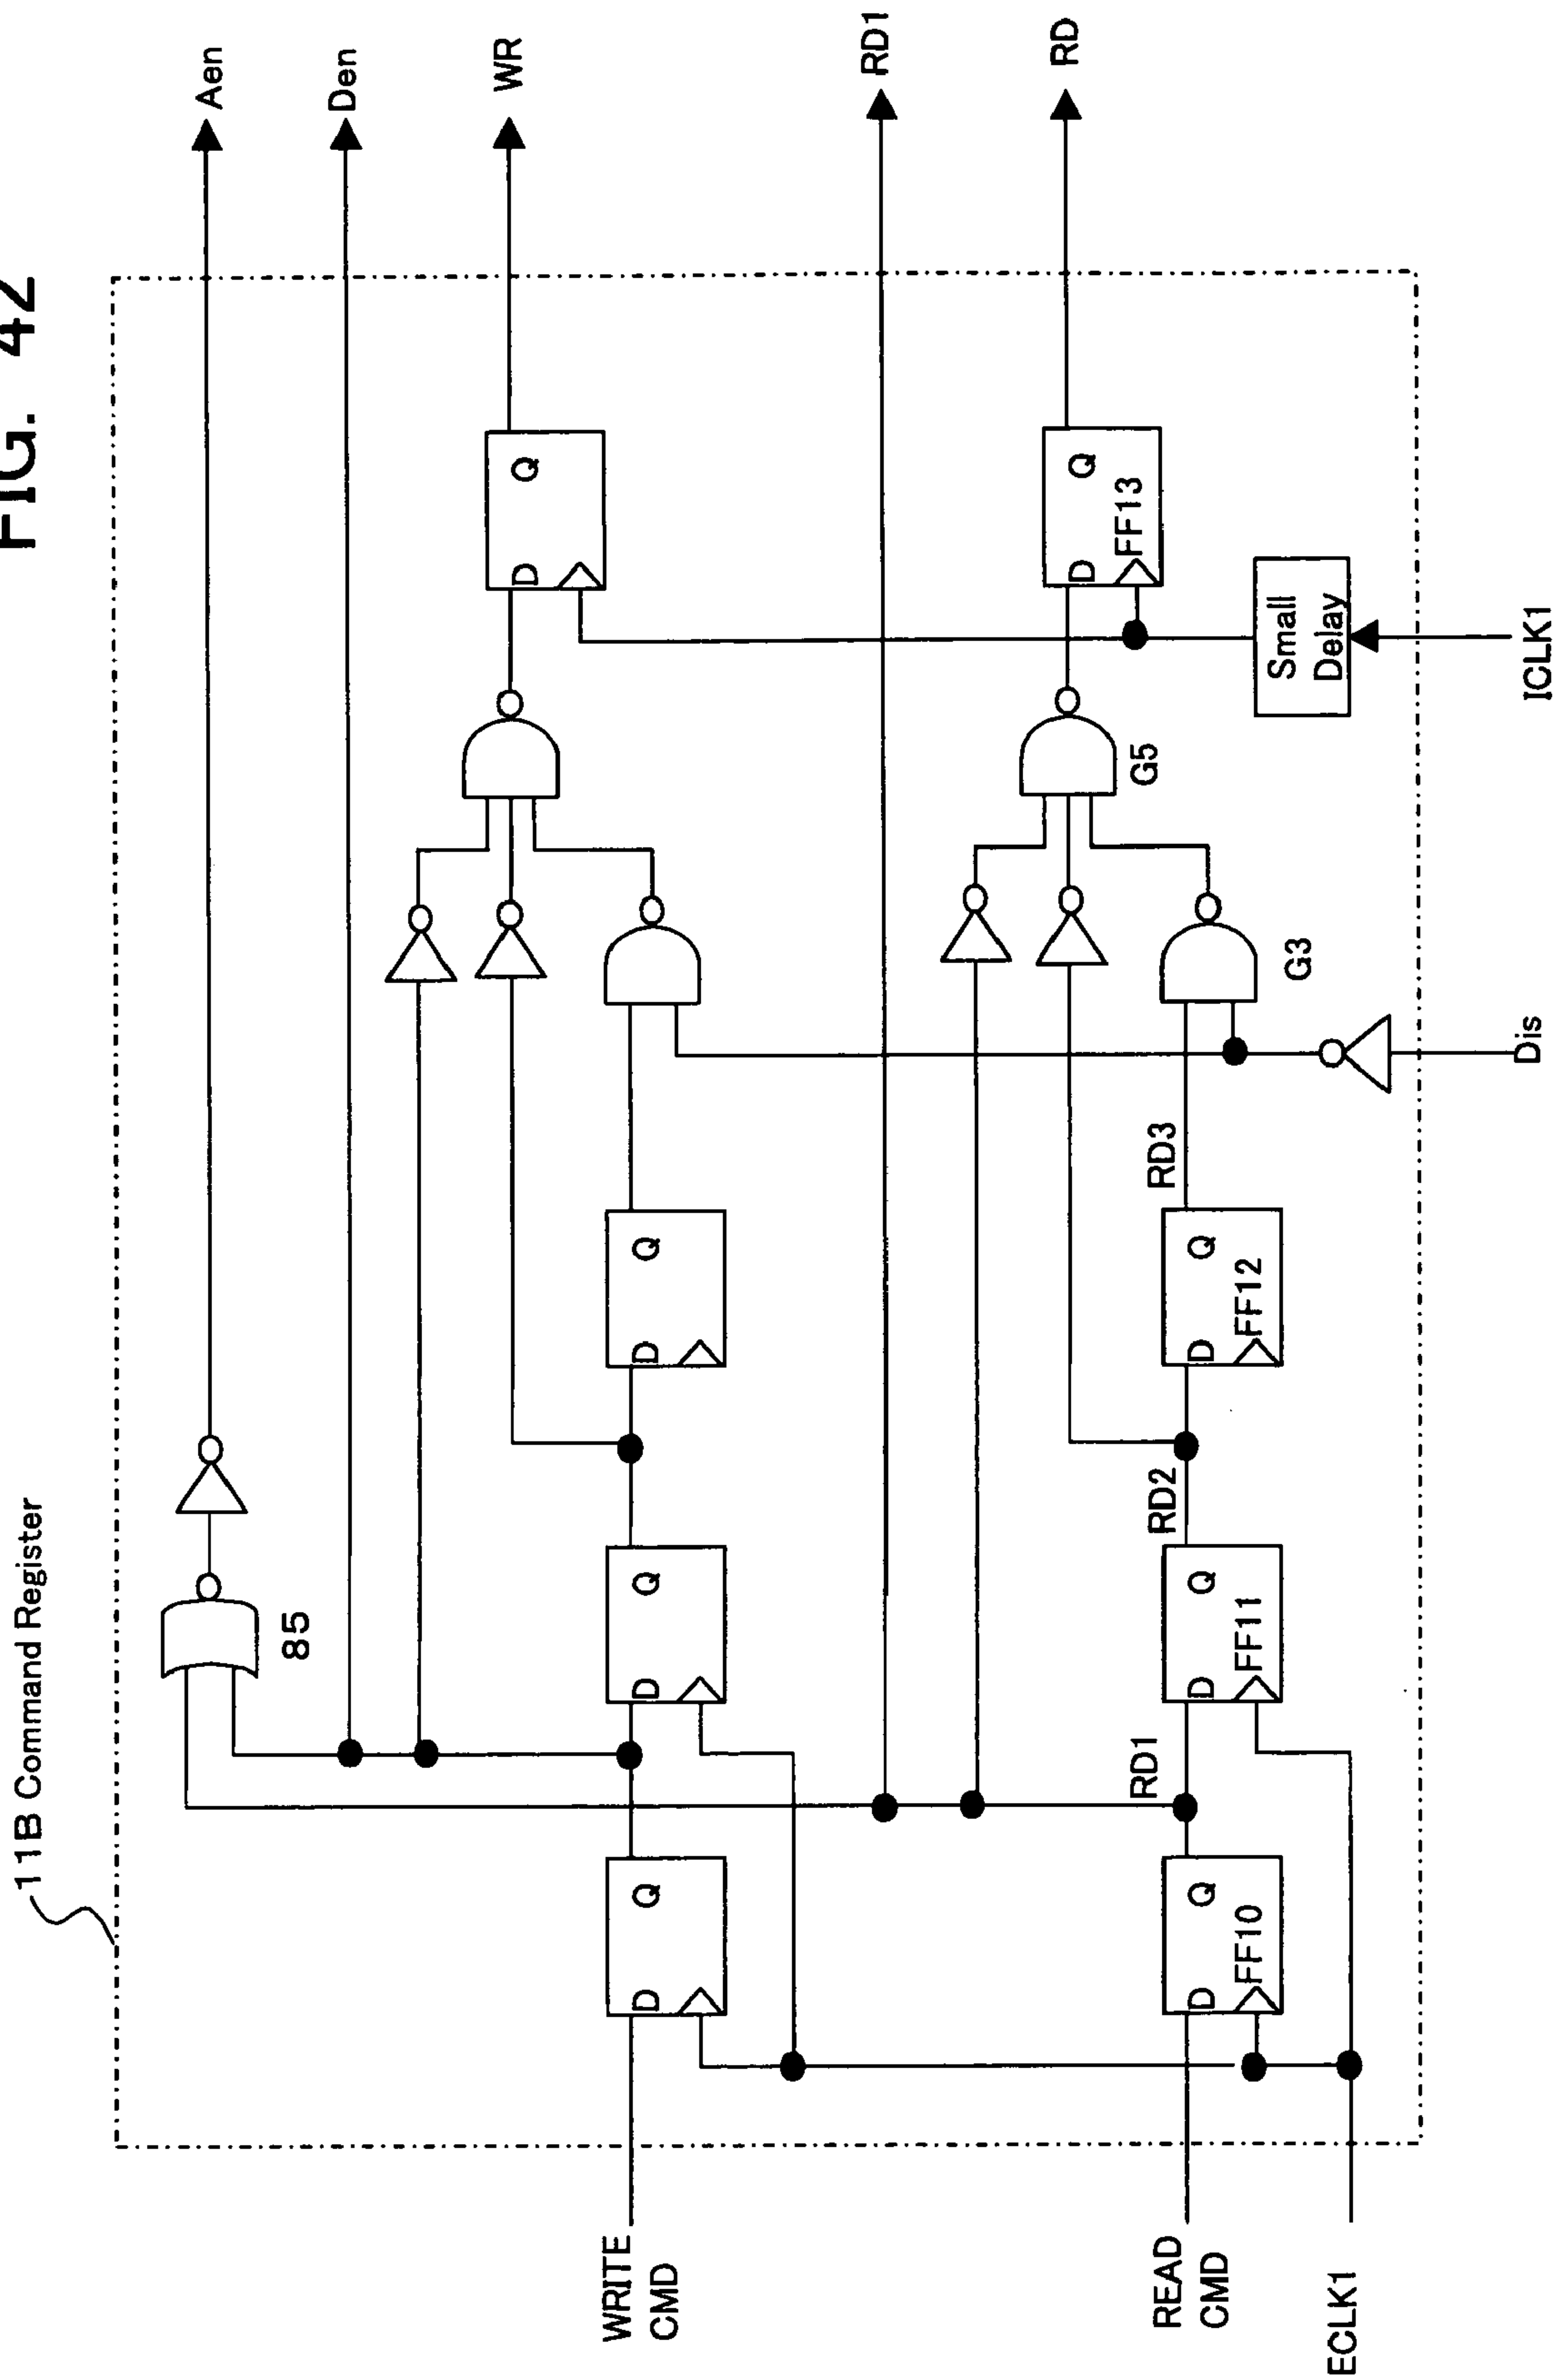 FIG. 42
11B Command Register
Aen
Den
WR
RD1
RD
85
D Q
D Q
D Q
D Q
WRITE
CMD
READ
CMD
ECLK1
D Q
FF10
RD1
D Q
FF11
RD2
D Q
FF12
RD3
G3
G5
D Q
FF13
Small
Delay
Dis
ICLK1